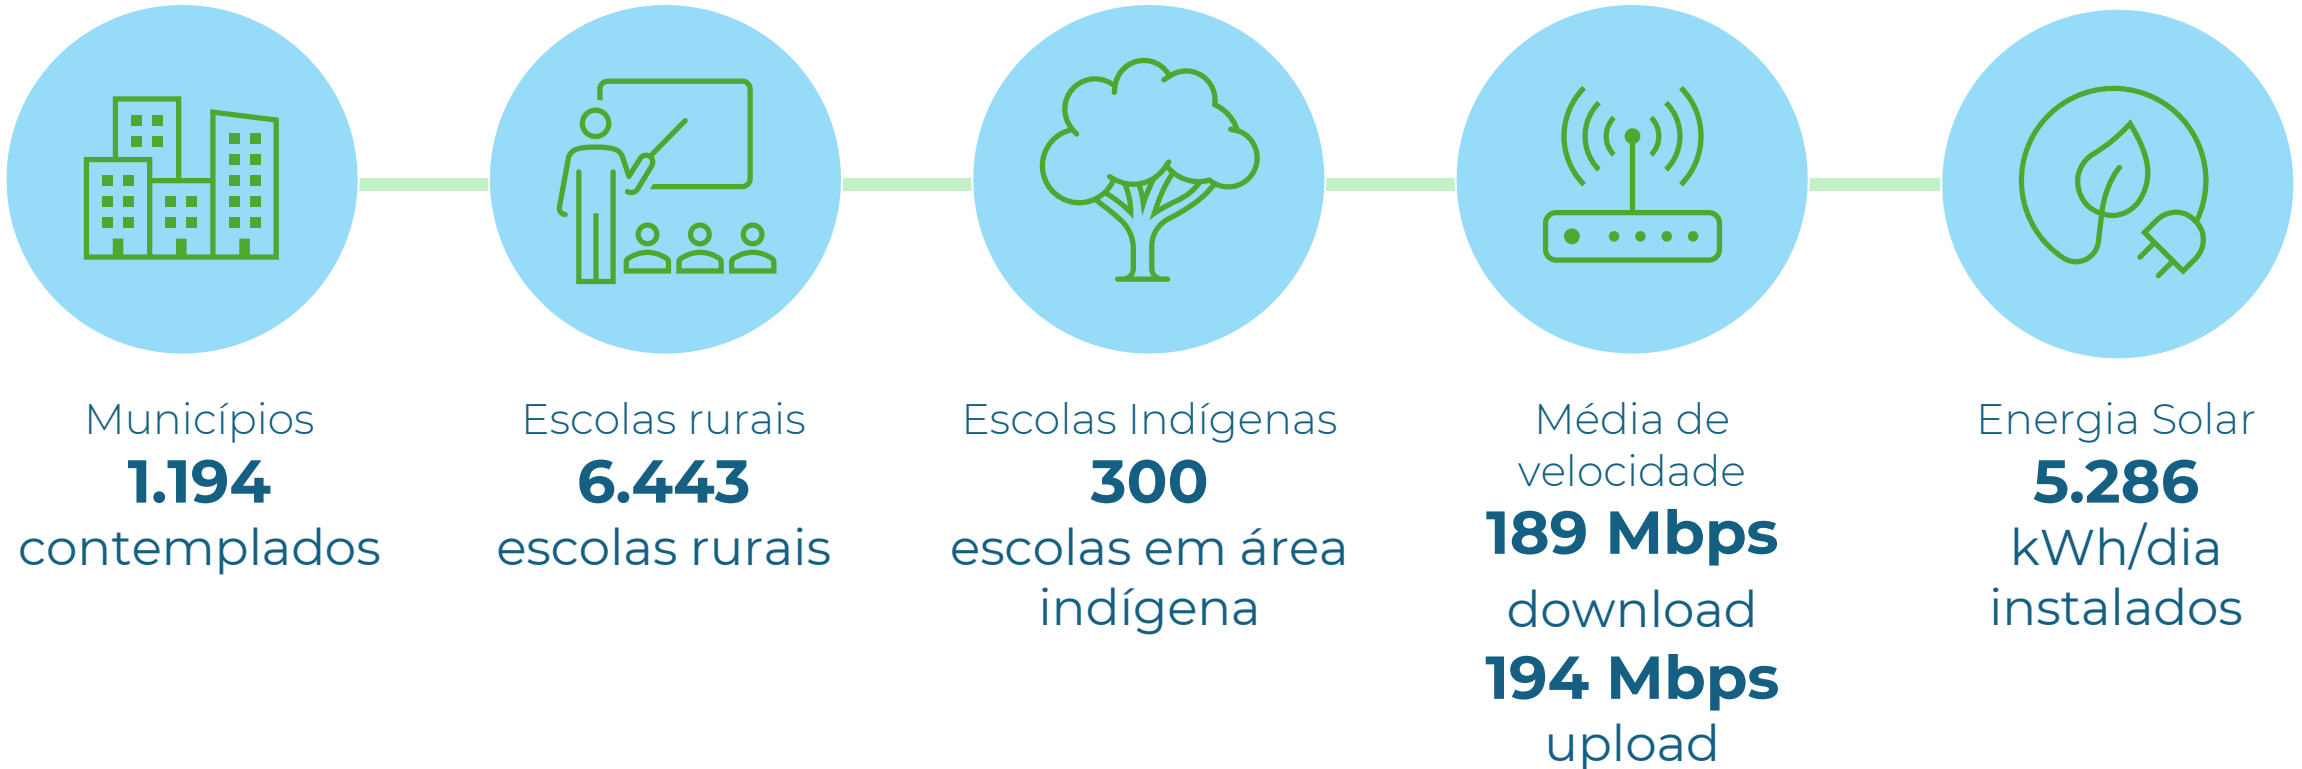 Municípios
1.194
contemplados
Escolas rurais
6.443
escolas rurais
Escolas Indígenas
300
escolas em área
indígena
Média de
velocidade
189 Mbps
download
194 Mbps
upload
Energia Solar
5.286
kWh/dia
instalados